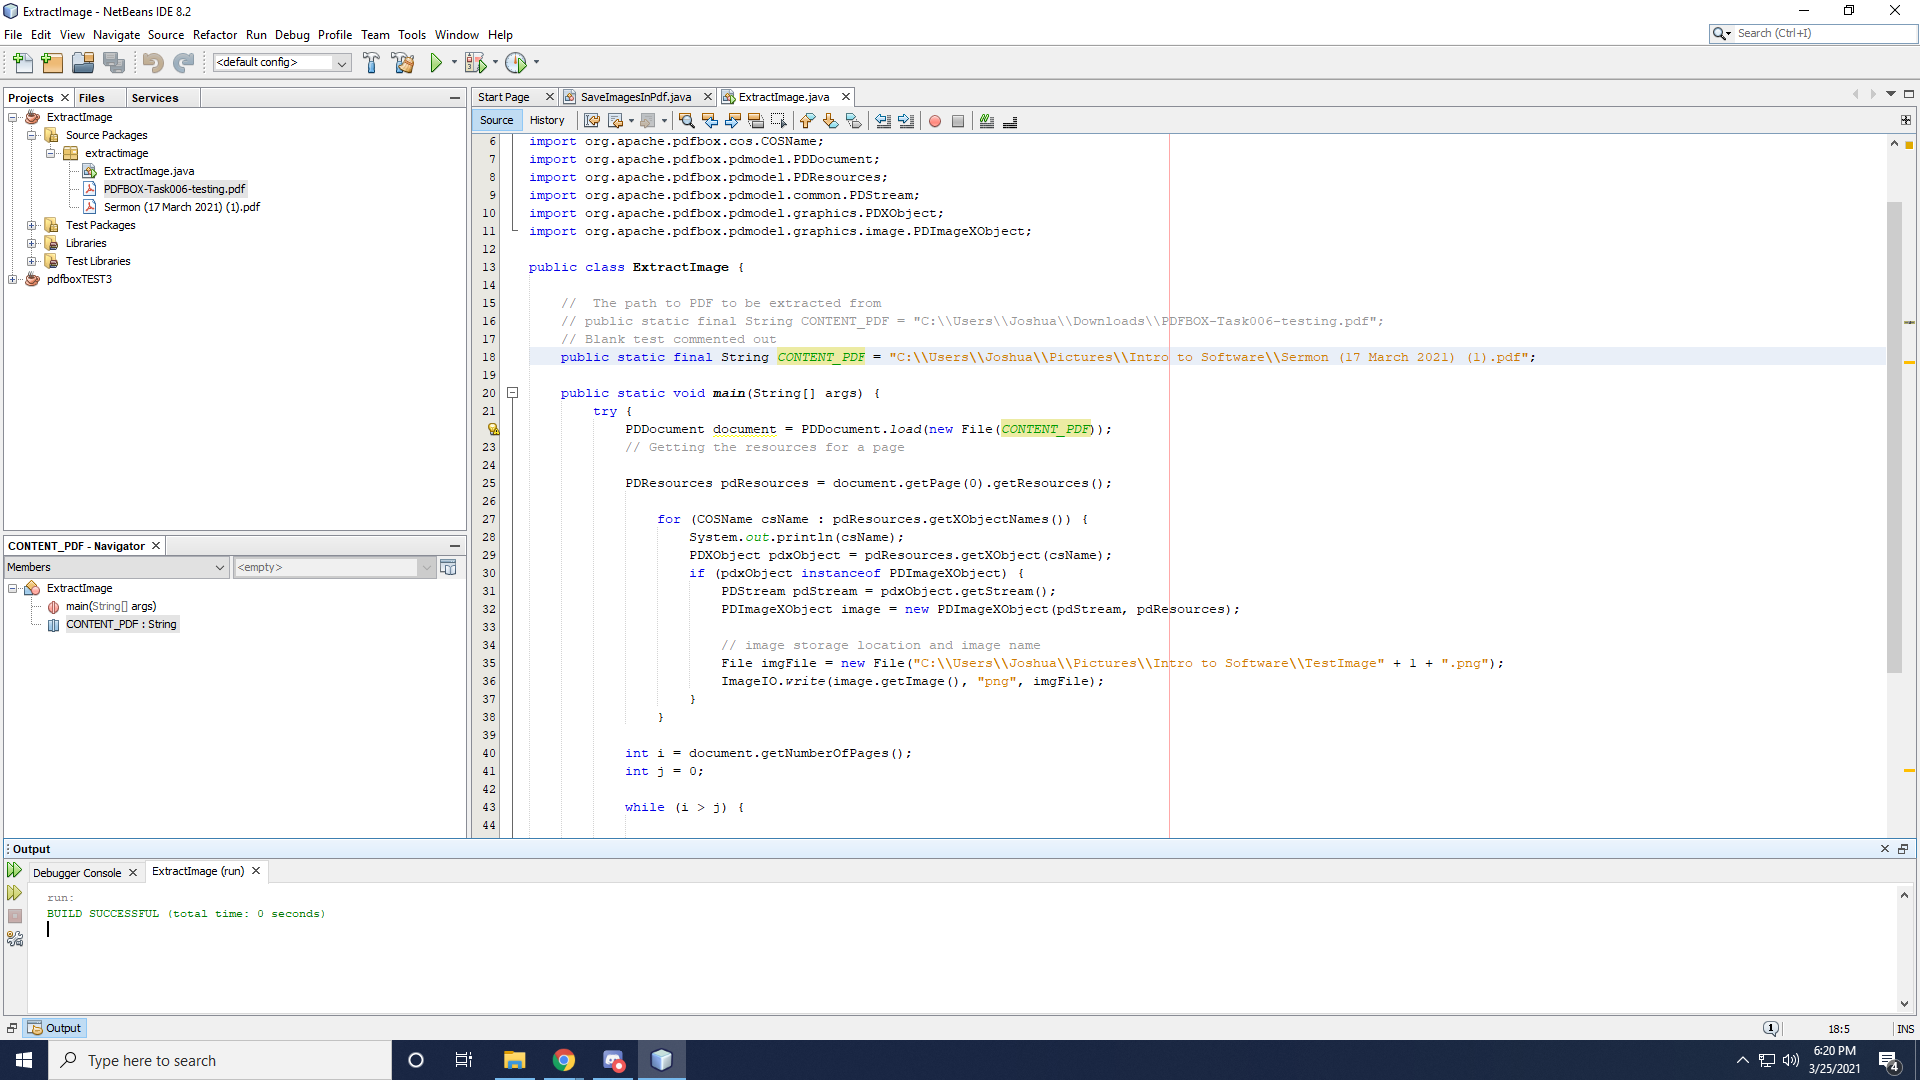 ExtractImage - NetBeans IDE 8.2
File Edit View Navigate Source Refactor Run Debug Profile Team Tools Window Help
Search (Ctrl+I)
<default config>
Projects Files Services
ExtractImage
Source Packages
extractimage
ExtractImage.java
PDFBOX-Task006-testing.pdf
Sermon (17 March 2021) (1).pdf
Test Packages
Libraries
Test Libraries
pdfboxTEST3
CONTENT_PDF - Navigator
Members <empty>
ExtractImage
main(String[] args)
CONTENT_PDF : String
Start Page SaveImagesInPdf.java ExtractImage.java
Source History
6 import org.apache.pdfbox.cos.COSName;
7 import org.apache.pdfbox.pdmodel.PDDocument;
8 import org.apache.pdfbox.pdmodel.PDResources;
9 import org.apache.pdfbox.pdmodel.common.PDStream;
10 import org.apache.pdfbox.pdmodel.graphics.PDXObject;
11 import org.apache.pdfbox.pdmodel.graphics.image.PDImageXObject;
12
13 public class ExtractImage {
14
15 //  The path to PDF to be extracted from
16 // public static final String CONTENT_PDF = "C:\\Users\\Joshua\\Downloads\\PDFBOX-Task006-testing.pdf";
17 // Blank test commented out
18 public static final String CONTENT_PDF = "C:\\Users\\Joshua\\Pictures\\Intro to Software\\Sermon (17 March 2021) (1).pdf";
19
20 public static void main(String[] args) {
21 try {
PDDocument document = PDDocument.load(new File(CONTENT_PDF));
23 // Getting the resources for a page
24
25 PDResources pdResources = document.getPage(0).getResources();
26
27 for (COSName csName : pdResources.getXObjectNames()) {
28 System.out.println(csName);
29 PDXObject pdxObject = pdResources.getXObject(csName);
30 if (pdxObject instanceof PDImageXObject) {
31 PDStream pdStream = pdxObject.getStream();
32 PDImageXObject image = new PDImageXObject(pdStream, pdResources);
33
34 // image storage location and image name
35 File imgFile = new File("C:\\Users\\Joshua\\Pictures\\Intro to Software\\TestImage" + 1 + ".png");
36 ImageIO.write(image.getImage(), "png", imgFile);
37 }
38 }
39
40 int i = document.getNumberOfPages();
41 int j = 0;
42
43 while (i > j) {
44
Output
Debugger Console ExtractImage (run)
run:
BUILD SUCCESSFUL (total time: 0 seconds)
Output
1 18:5 INS
Type here to search
6:20 PM
3/25/2021
4